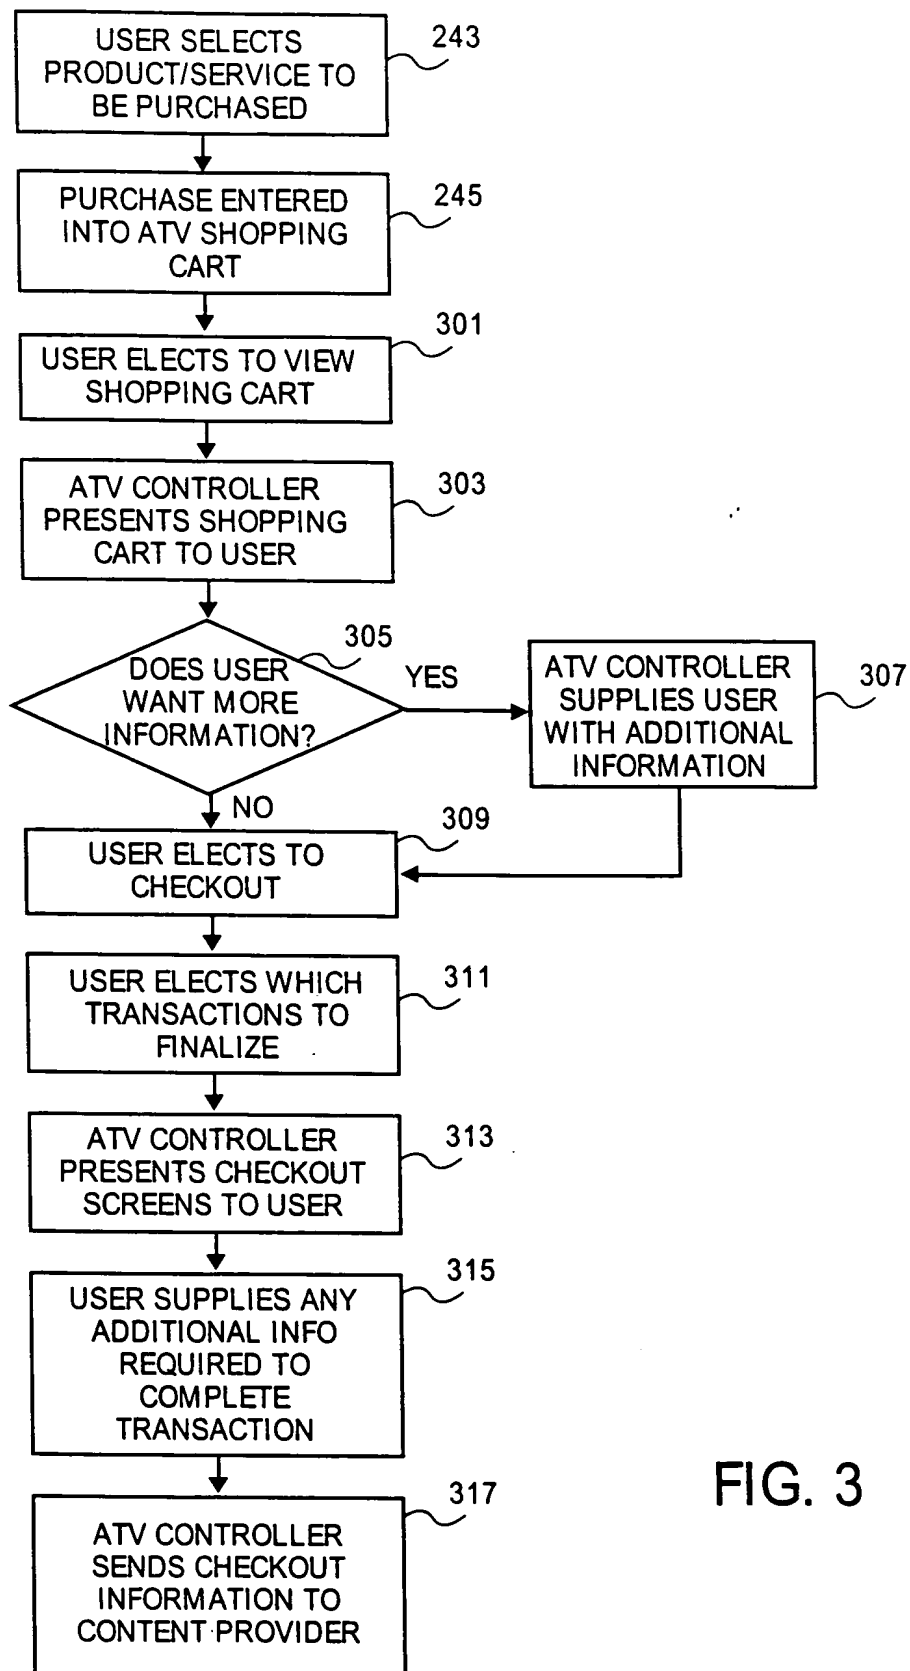 USER SELECTS
PRODUCT/SERVICE TO
BE PURCHASED
243
PURCHASE ENTERED
INTO ATV SHOPPING
CART
245
USER ELECTS TO VIEW
SHOPPING CART
301
ATV CONTROLLER
PRESENTS SHOPPING
CART TO USER
303
DOES USER
WANT MORE
INFORMATION?
305
YES
ATV CONTROLLER
SUPPLIES USER
WITH ADDITIONAL
INFORMATION
307
NO
USER ELECTS TO
CHECKOUT
309
USER ELECTS WHICH
TRANSACTIONS TO
FINALIZE
311
ATV CONTROLLER
PRESENTS CHECKOUT
SCREENS TO USER
313
USER SUPPLIES ANY
ADDITIONAL INFO
REQUIRED TO
COMPLETE
TRANSACTION
315
ATV CONTROLLER
SENDS CHECKOUT
INFORMATION TO
CONTENT PROVIDER
317
FIG. 3